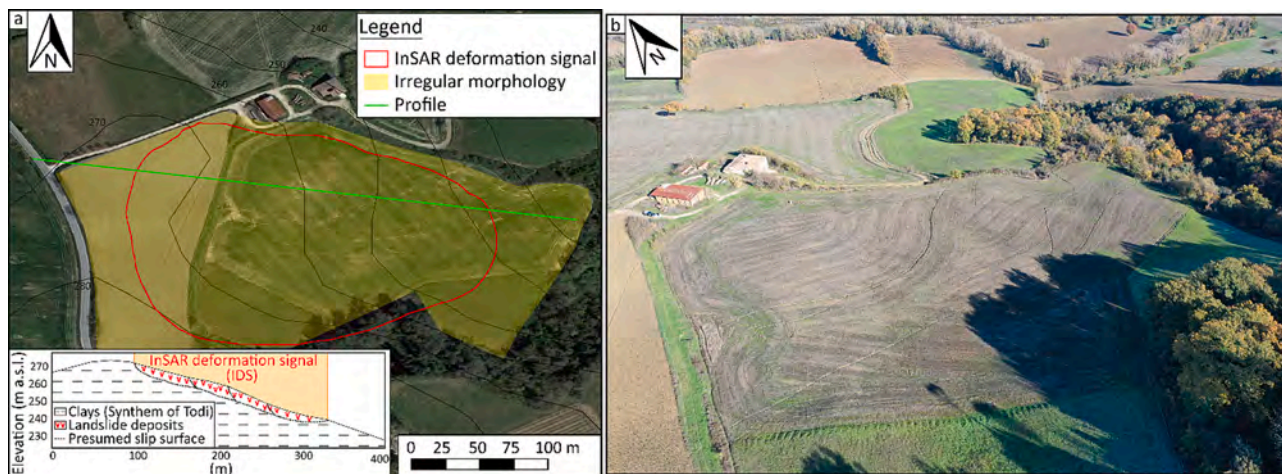 a
N
Legend
InSAR deformation signal
Irregular morphology
Profile
240
250
260
270
280
InSAR deformation signal
(IDS)
Elevation (m a.s.l.)
270
260
250
240
230
Clays (Synthem of Todi)
Landslide deposits
Presumed slip surface
0 100 200 300 400
(m)
0 25 50 75 100 m
b
N